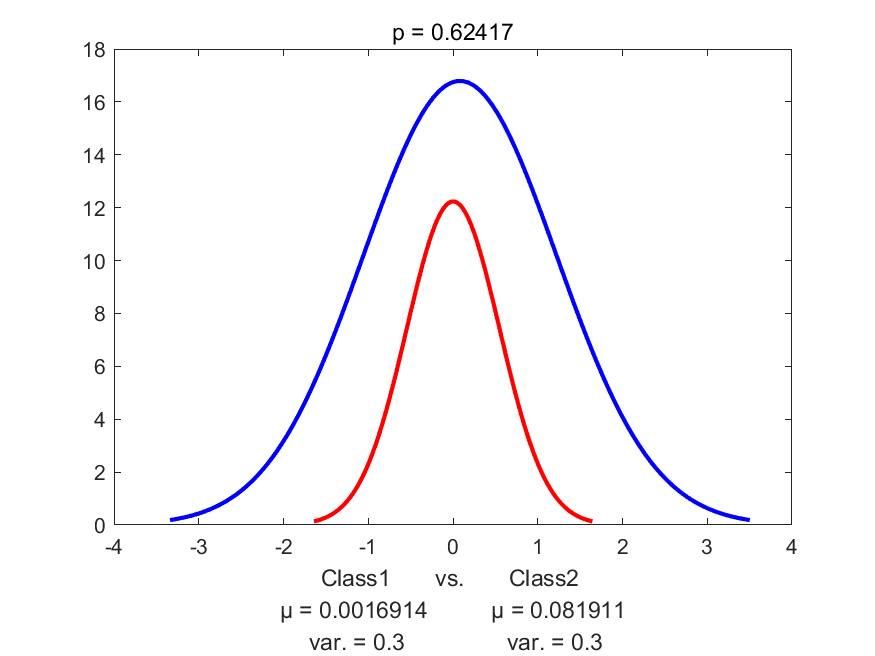 p = 0.62417
18
16
14
12
10
8
6
4
2
0
-4 -3 -2 -1 0 1 2 3 4
Class1 vs. Class2
μ = 0.0016914 μ = 0.081911
var. = 0.3 var. = 0.3